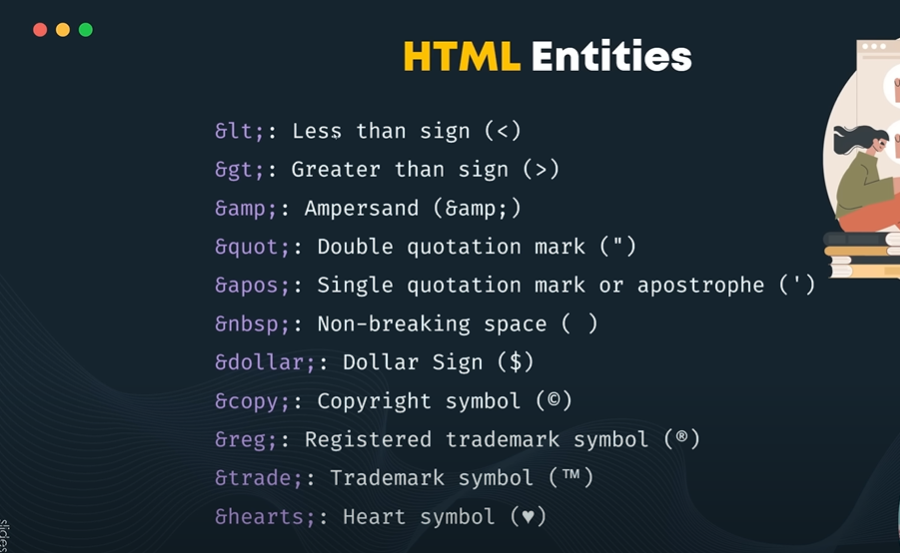 HTML Entities
&lt;: Less than sign (<)
&gt;: Greater than sign (>)
&amp;: Ampersand (&amp;)
&quot;: Double quotation mark (")
&apos;: Single quotation mark or apostrophe (')
&nbsp;: Non-breaking space ( )
&dollar;: Dollar Sign ($)
&copy;: Copyright symbol (©)
&reg;: Registered trademark symbol (®)
&trade;: Trademark symbol (™)
&hearts;: Heart symbol (♥)
slides